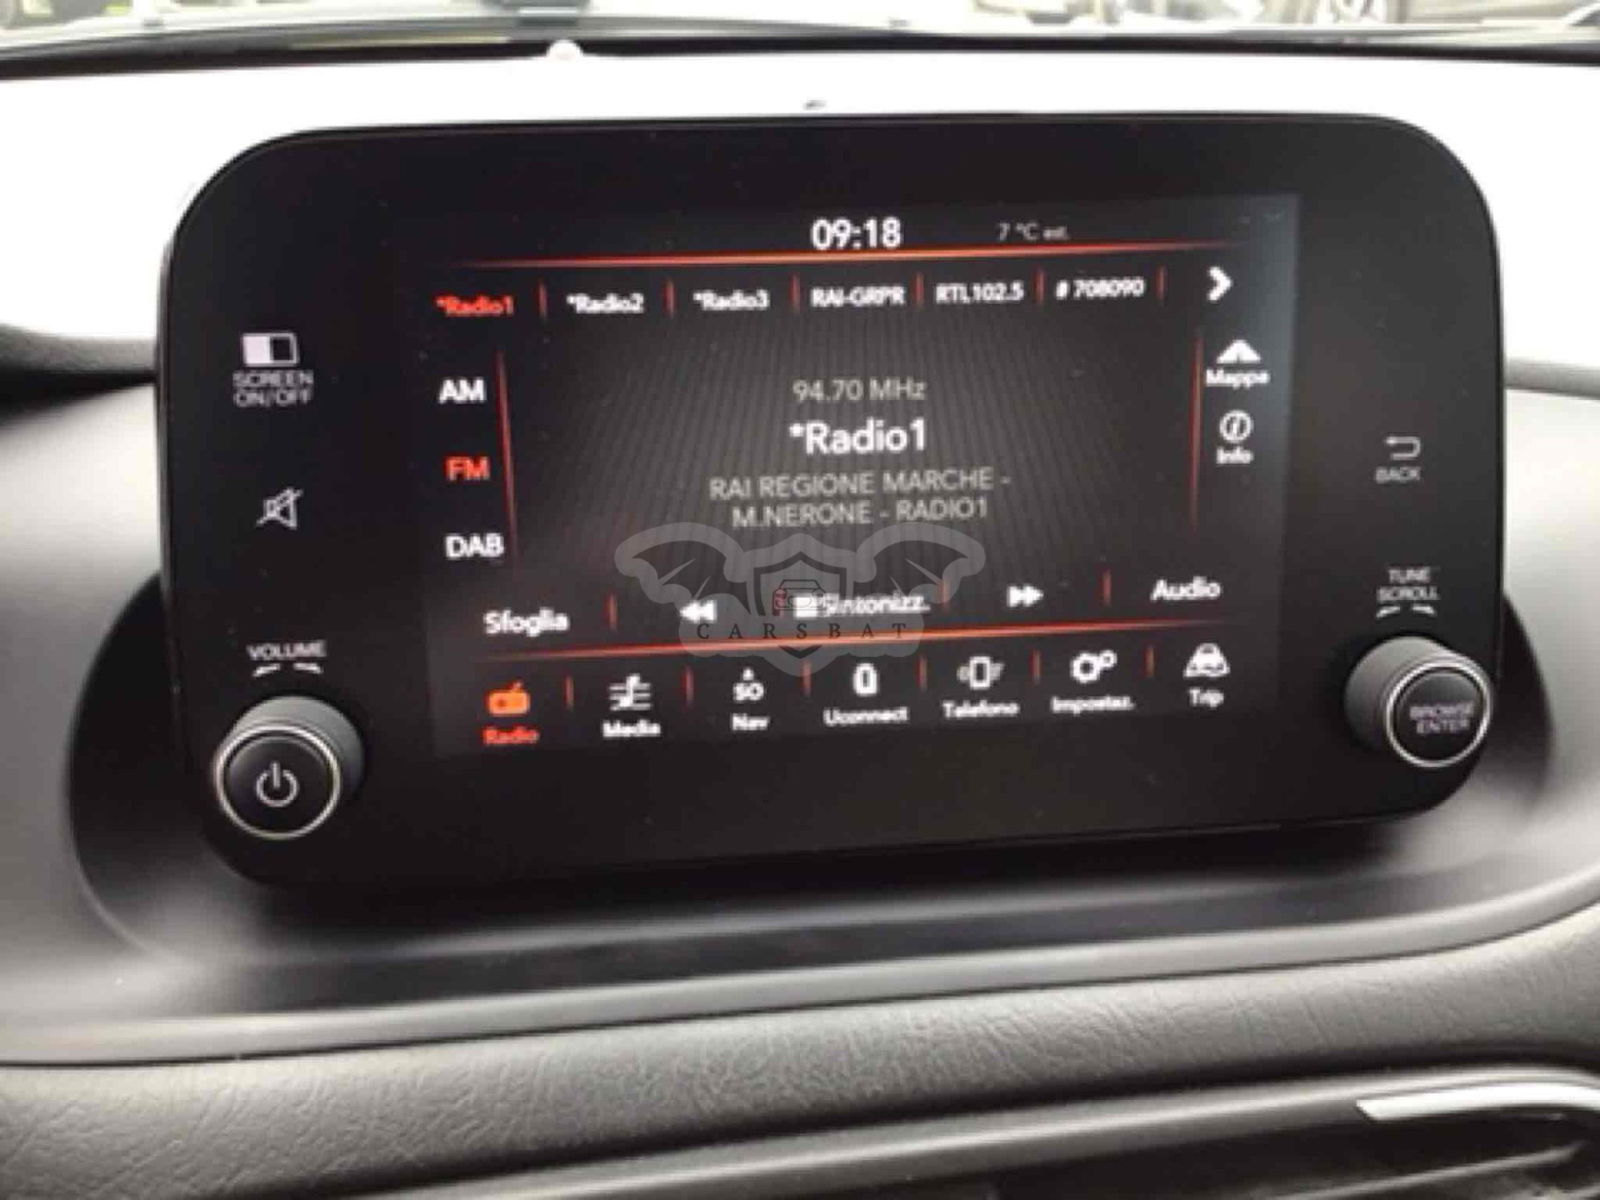 09:18 7 °C est.
*Radio1 *Radio2 *Radio3 RAI-GRPR RTL102.5 # 708090
SCREEN
ON/OFF
AM
FM
DAB
94.70 MHz
*Radio1
RAI REGIONE MARCHE -
M.NERONE - RADIO1
Mappa
Info
BACK
Sfoglia Sintonizz. Audio
CARSBAT
TUNE
SCROLL
VOLUME
Radio Media Nav Uconnect Telefono Impostaz. Trip
BROWSE
ENTER